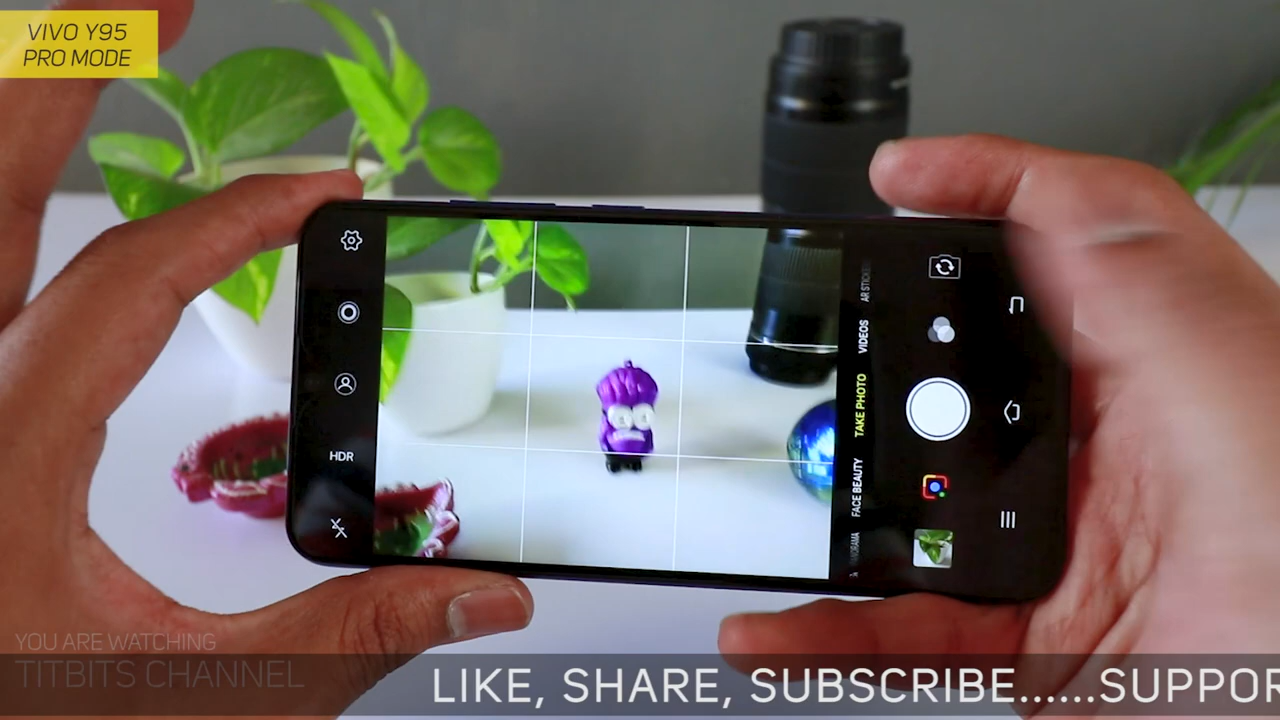 VIVO Y95
PRO MODE
HDR
AR STICK
VIDEOS
TAKE PHOTO
FACE BEAUTY
YOU ARE WATCHING
TITBITS CHANNEL
LIKE, SHARE, SUBSCRIBE......SUPPOR